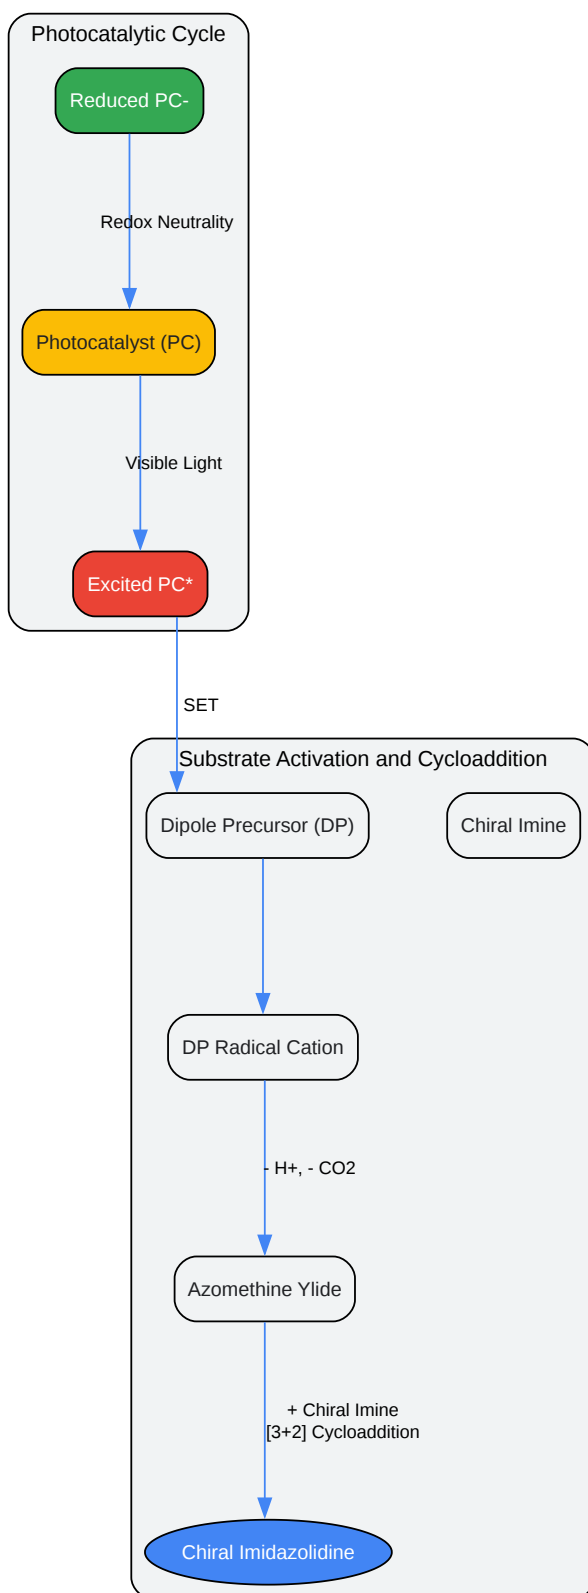 Photocatalytic Cycle
Reduced PC-
Redox Neutrality
Photocatalyst (PC)
Visible Light
Excited PC*
SET
Substrate Activation and Cycloaddition
Dipole Precursor (DP)
Chiral Imine
DP Radical Cation
- H+, - CO2
Azomethine Ylide
+ Chiral Imine
[3+2] Cycloaddition
Chiral Imidazolidine